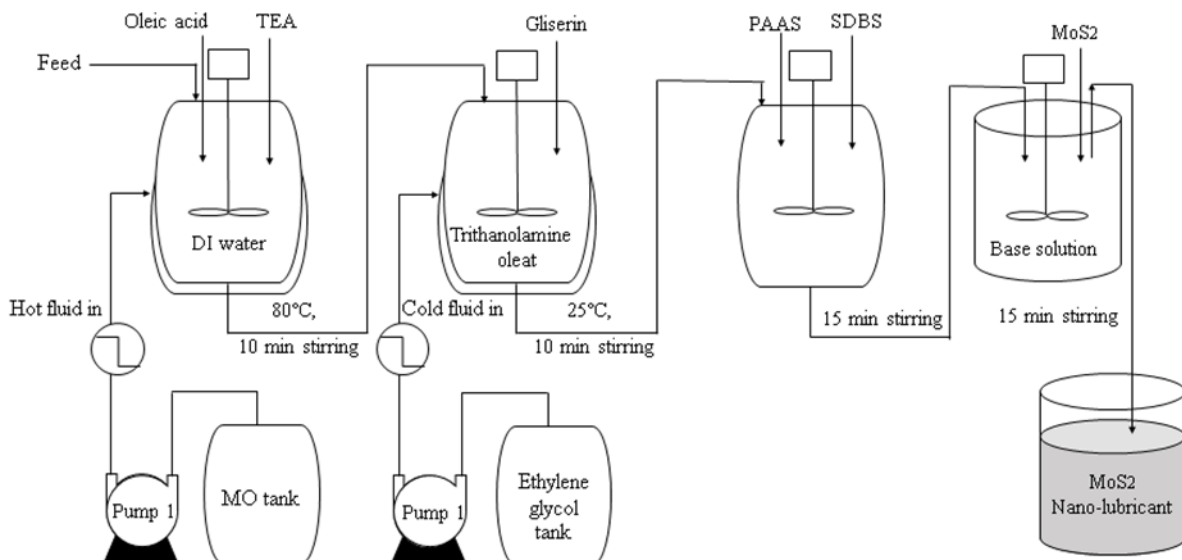 Oleic acid
TEA
Feed
DI water
Hot fluid in
80°C,
10 min stirring
Pump 1
MO tank
Gliserin
Trithanolamine
oleat
Cold fluid in
25°C,
10 min stirring
Pump 1
Ethylene
glycol
tank
PAAS
SDBS
15 min stirring
MoS2
Base solution
15 min stirring
MoS2
Nano-lubricant